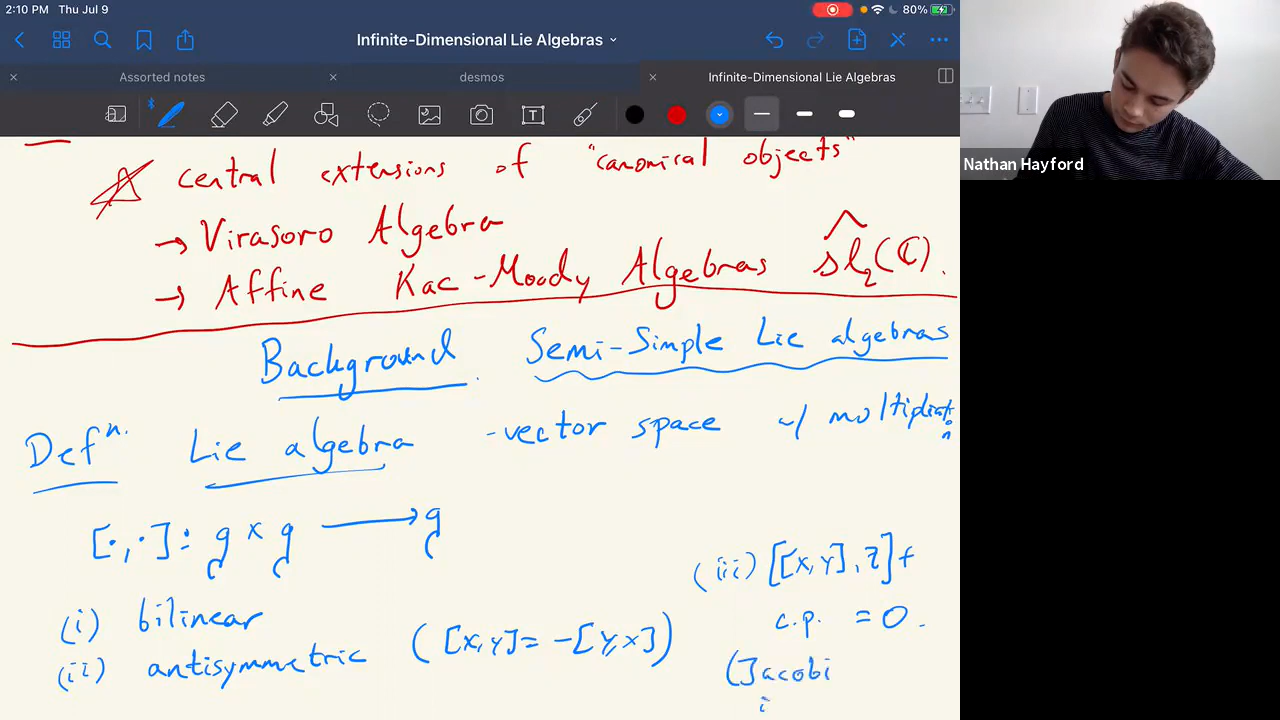 2:10 PM Thu Jul 9
80%
Infinite-Dimensional Lie Algebras
Assorted notes
desmos
Infinite-Dimensional Lie Algebras
T
Nathan Hayford
central extensions of "canonical objects"
→ Virasoro Algebra
→ Affine Kac-Moody Algebras ŝl₂(ℂ).
Background. Semi-Simple Lie algebras
Defⁿ. Lie algebra - vector space w/ multiplication
[·,·]: g × g ⟶ g
(i) bilinear
(ii) antisymmetric ([x,y] = -[y,x])
(iii) [[x,y],z] +
c.p. = 0.
(Jacobi
i